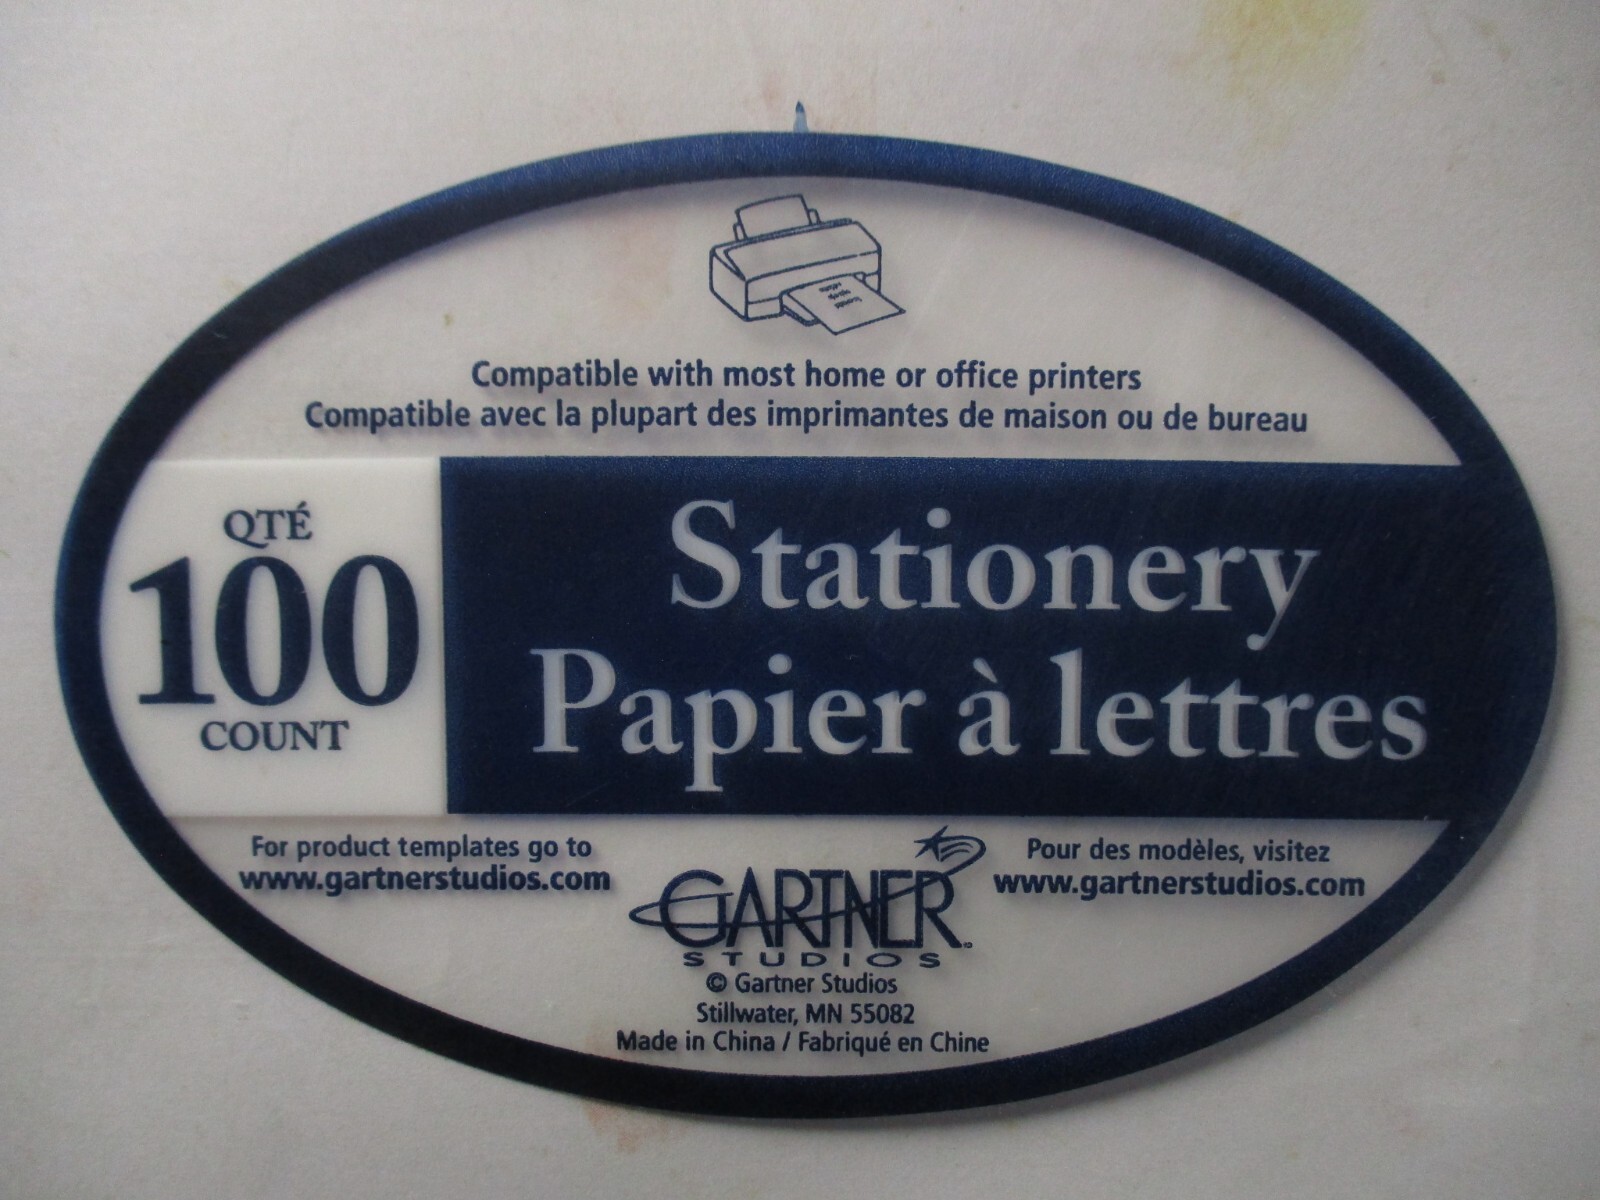 Compatible with most home or office printers
Compatible avec la plupart des imprimantes de maison ou de bureau
QTÉ
100
COUNT
Stationery
Papier à lettres
For product templates go to
www.gartnerstudios.com
GARTNER
STUDIOS
Pour des modèles, visitez
www.gartnerstudios.com
© Gartner Studios
Stillwater, MN 55082
Made in China / Fabriqué en Chine